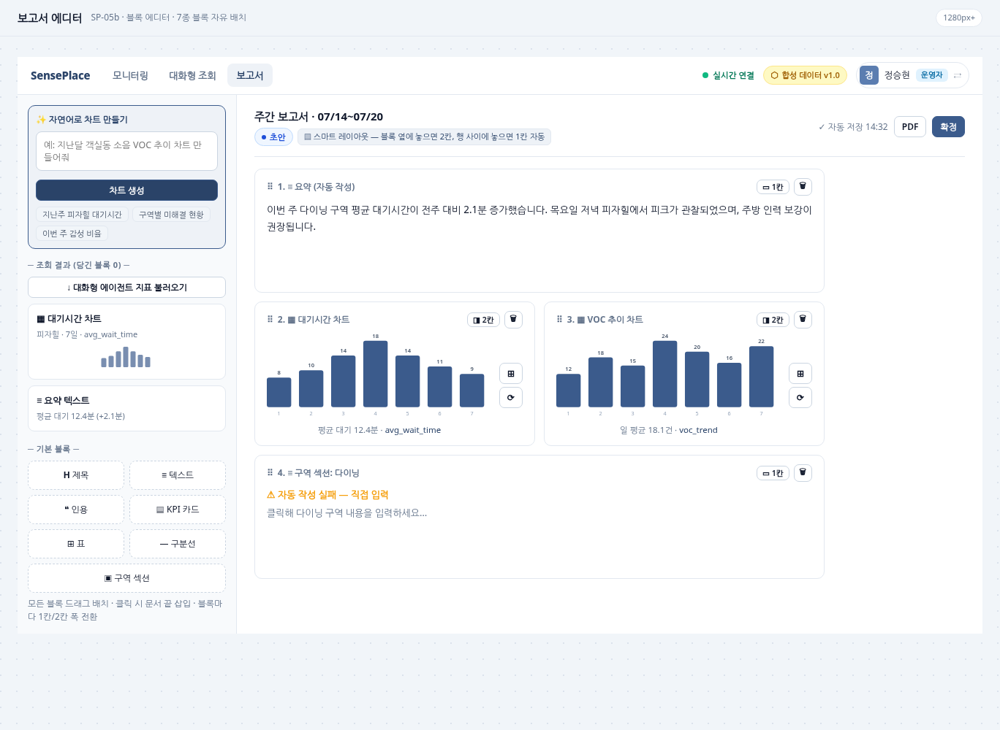 보고서 에디터 SP-05b · 블록 에디터 · 7종 블록 자유 배치 1280px+
SensePlace 모니터링 대화형 조회 보고서 실시간 연결 합성 데이터 v1.0 정 정승현 운영자
✨ 자연어로 차트 만들기
예: 지난달 객실동 소음 VOC 추이 차트 만
들어줘
차트 생성
지난주 피자힐 대기시간 구역별 미해결 현황
이번 주 감성 비율
─ 조회 결과 (담긴 블록 0) ─
↓ 대화형 에이전트 지표 불러오기
▦ 대기시간 차트
피자힐 · 7일 · avg_wait_time
≡ 요약 텍스트
평균 대기 12.4분 (+2.1분)
─ 기본 블록 ─
H 제목 ≡ 텍스트
❝ 인용 ▤ KPI 카드
⊞ 표 — 구분선
▣ 구역 섹션
모든 블록 드래그 배치 · 클릭 시 문서 끝 삽입 · 블록마
다 1칸/2칸 폭 전환
주간 보고서 · 07/14~07/20
초안 ▤ 스마트 레이아웃 — 블록 옆에 놓으면 2칸, 행 사이에 놓으면 1칸 자동
✓ 자동 저장 14:32 PDF 확정
⠿ 1. ≡ 요약 (자동 작성) ▭ 1칸
이번 주 다이닝 구역 평균 대기시간이 전주 대비 2.1분 증가했습니다. 목요일 저녁 피자힐에서 피크가 관찰되었으며, 주방 인력 보강이
권장됩니다.
⠿ 2. ▦ 대기시간 차트 ◨ 2칸
8 10 14 18 14 11 9
1 2 3 4 5 6 7
평균 대기 12.4분 · avg_wait_time
⠿ 3. ▦ VOC 추이 차트 ◨ 2칸
12 18 15 24 20 16 22
1 2 3 4 5 6 7
일 평균 18.1건 · voc_trend
⠿ 4. ≡ 구역 섹션: 다이닝 ▭ 1칸
⚠ 자동 작성 실패 — 직접 입력
클릭해 다이닝 구역 내용을 입력하세요...